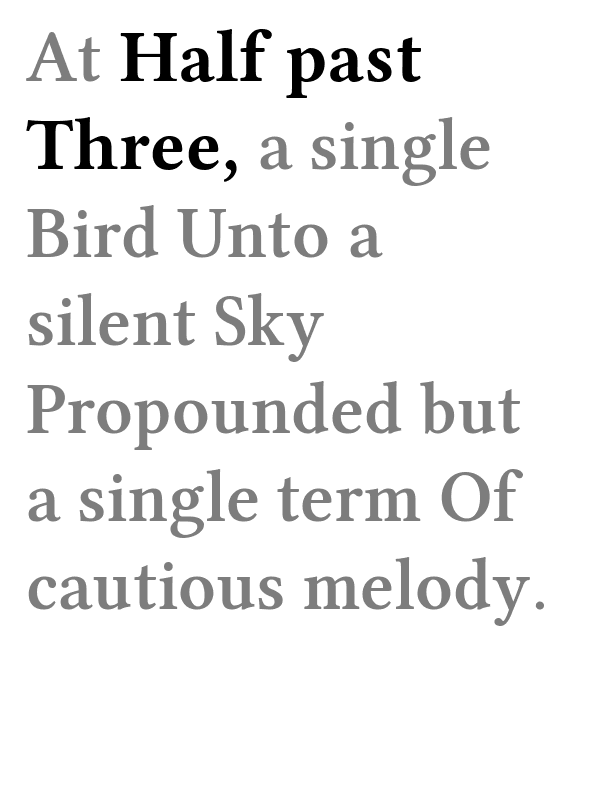 At Half past
Three, a single
Bird Unto a
silent Sky
Propounded but
a single term Of
cautious melody.